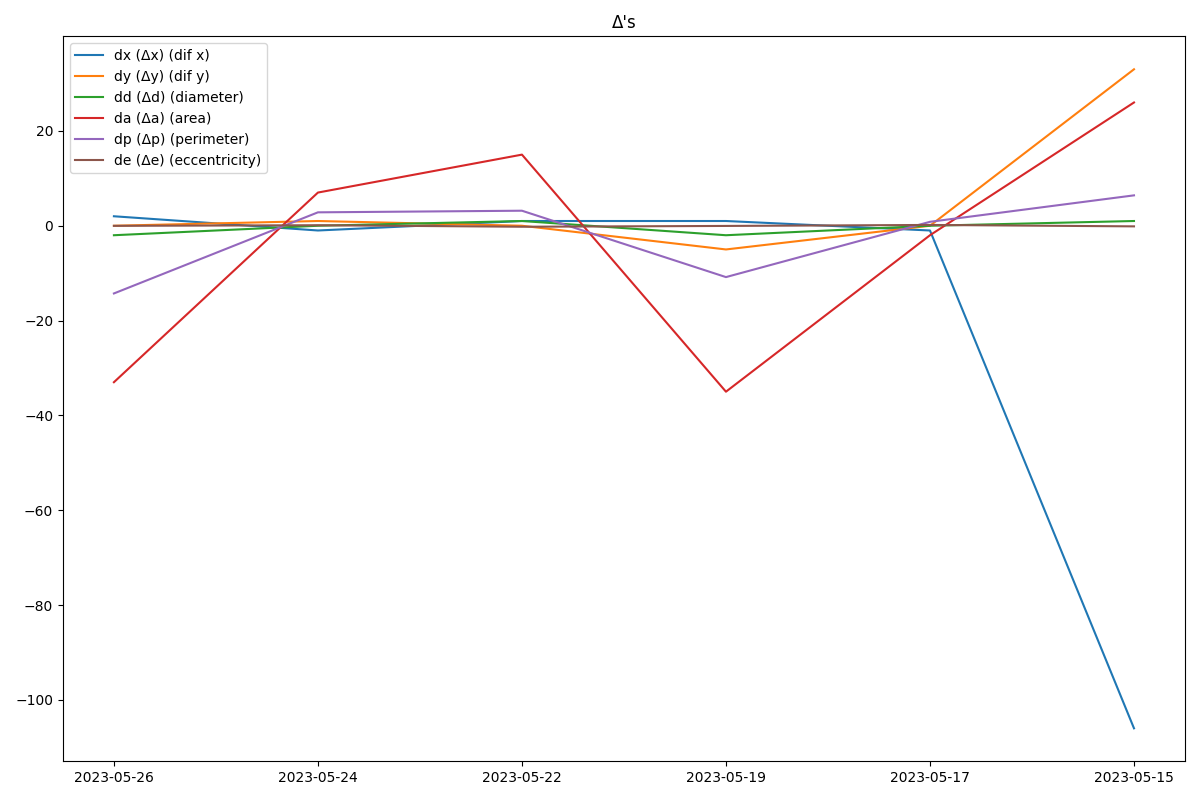 Δ's
dx (Δx) (dif x)
dy (Δy) (dif y)
dd (Δd) (diameter)
da (Δa) (area)
dp (Δp) (perimeter)
de (Δe) (eccentricity)
20
0
−20
−40
−60
−80
−100
2023-05-26
2023-05-24
2023-05-22
2023-05-19
2023-05-17
2023-05-15